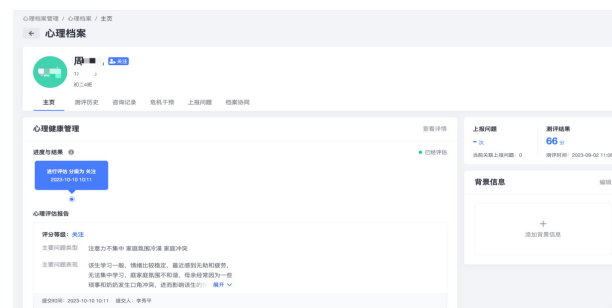 心理档案管理 / 心理档案 / 主页
← 心理档案
周
关注
初二4班
主页 测评历史 咨询记录 危机干预 上报问题 档案协同
心理健康管理 查看详情
进度与结果 已经评估
进行评估 分级为 关注
2023-10-10 10:11
心理评估报告
评分等级：关注
主要问题类型 注意力不集中 家庭氛围冷漠 家庭冲突
主要问题表现 该生学习一般，情绪比较稳定，最近感到无助和疲劳，
无法集中学习，庭家庭氛围不和谐，母亲经常因为一些
琐事和奶奶发生口角冲突，进而影响该生的 展开
提交时间：2023-10-10 10:11 提交人：李秀平
上报问题 测评结果
- 次 66 分
当前关联上报问题：0 测评时间：2023-09-02 11:06
背景信息 编辑
+
添加背景信息